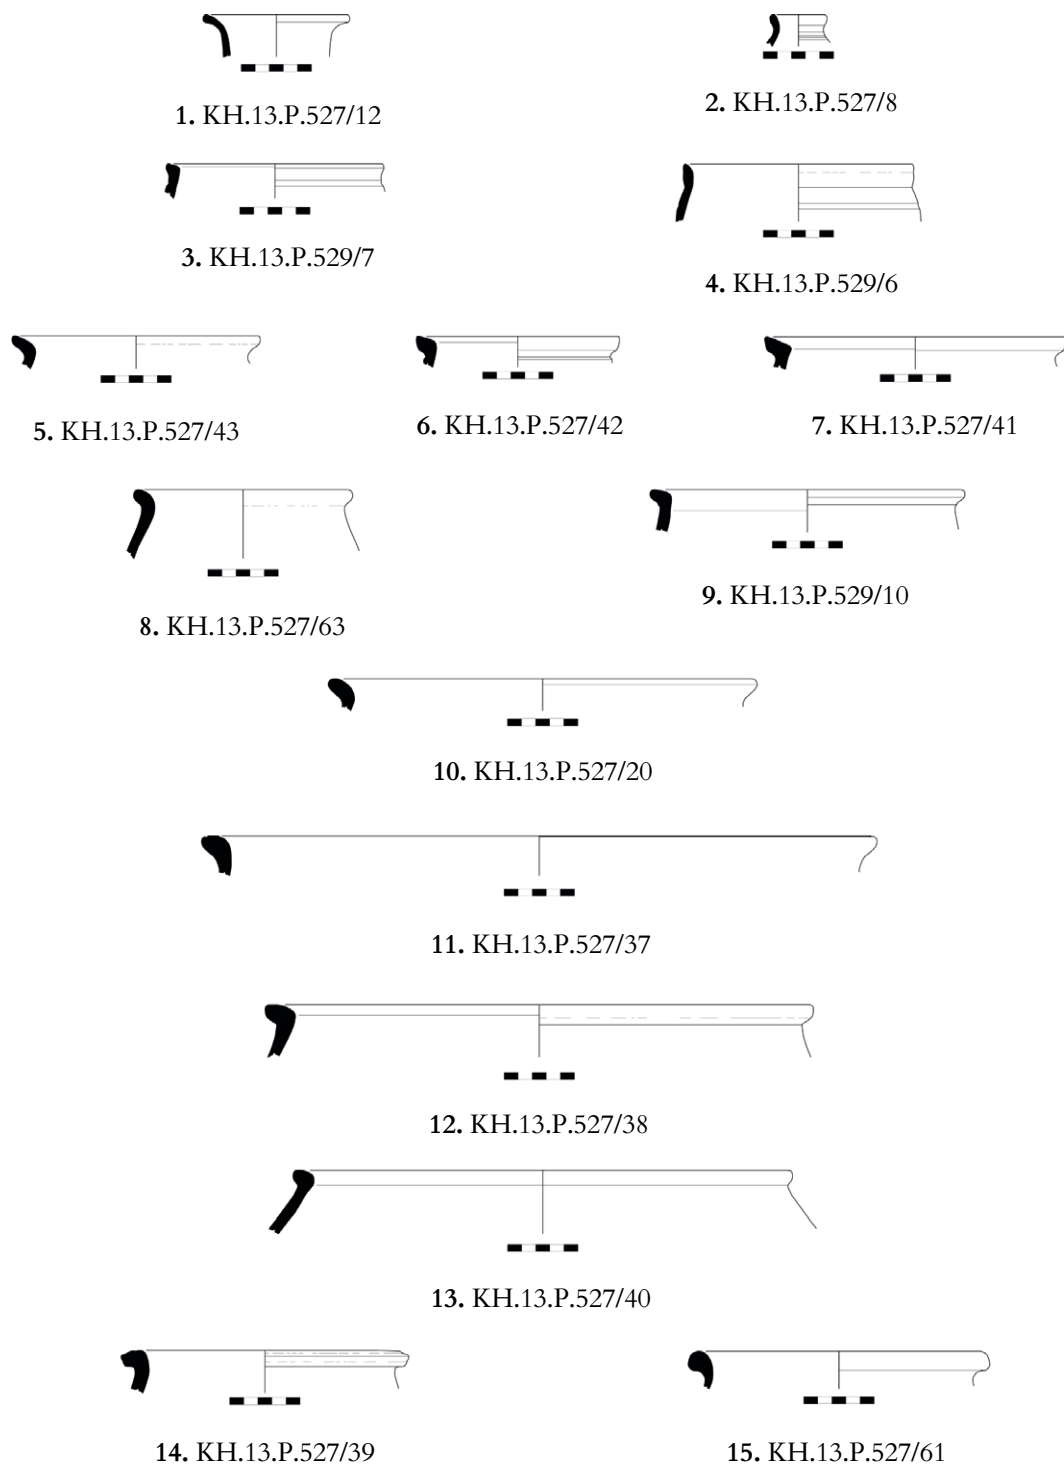 1. KH.13.P.527/12
2. KH.13.P.527/8
3. KH.13.P.529/7
4. KH.13.P.529/6
5. KH.13.P.527/43
6. KH.13.P.527/42
7. KH.13.P.527/41
8. KH.13.P.527/63
9. KH.13.P.529/10
10. KH.13.P.527/20
11. KH.13.P.527/37
12. KH.13.P.527/38
13. KH.13.P.527/40
14. KH.13.P.527/39
15. KH.13.P.527/61